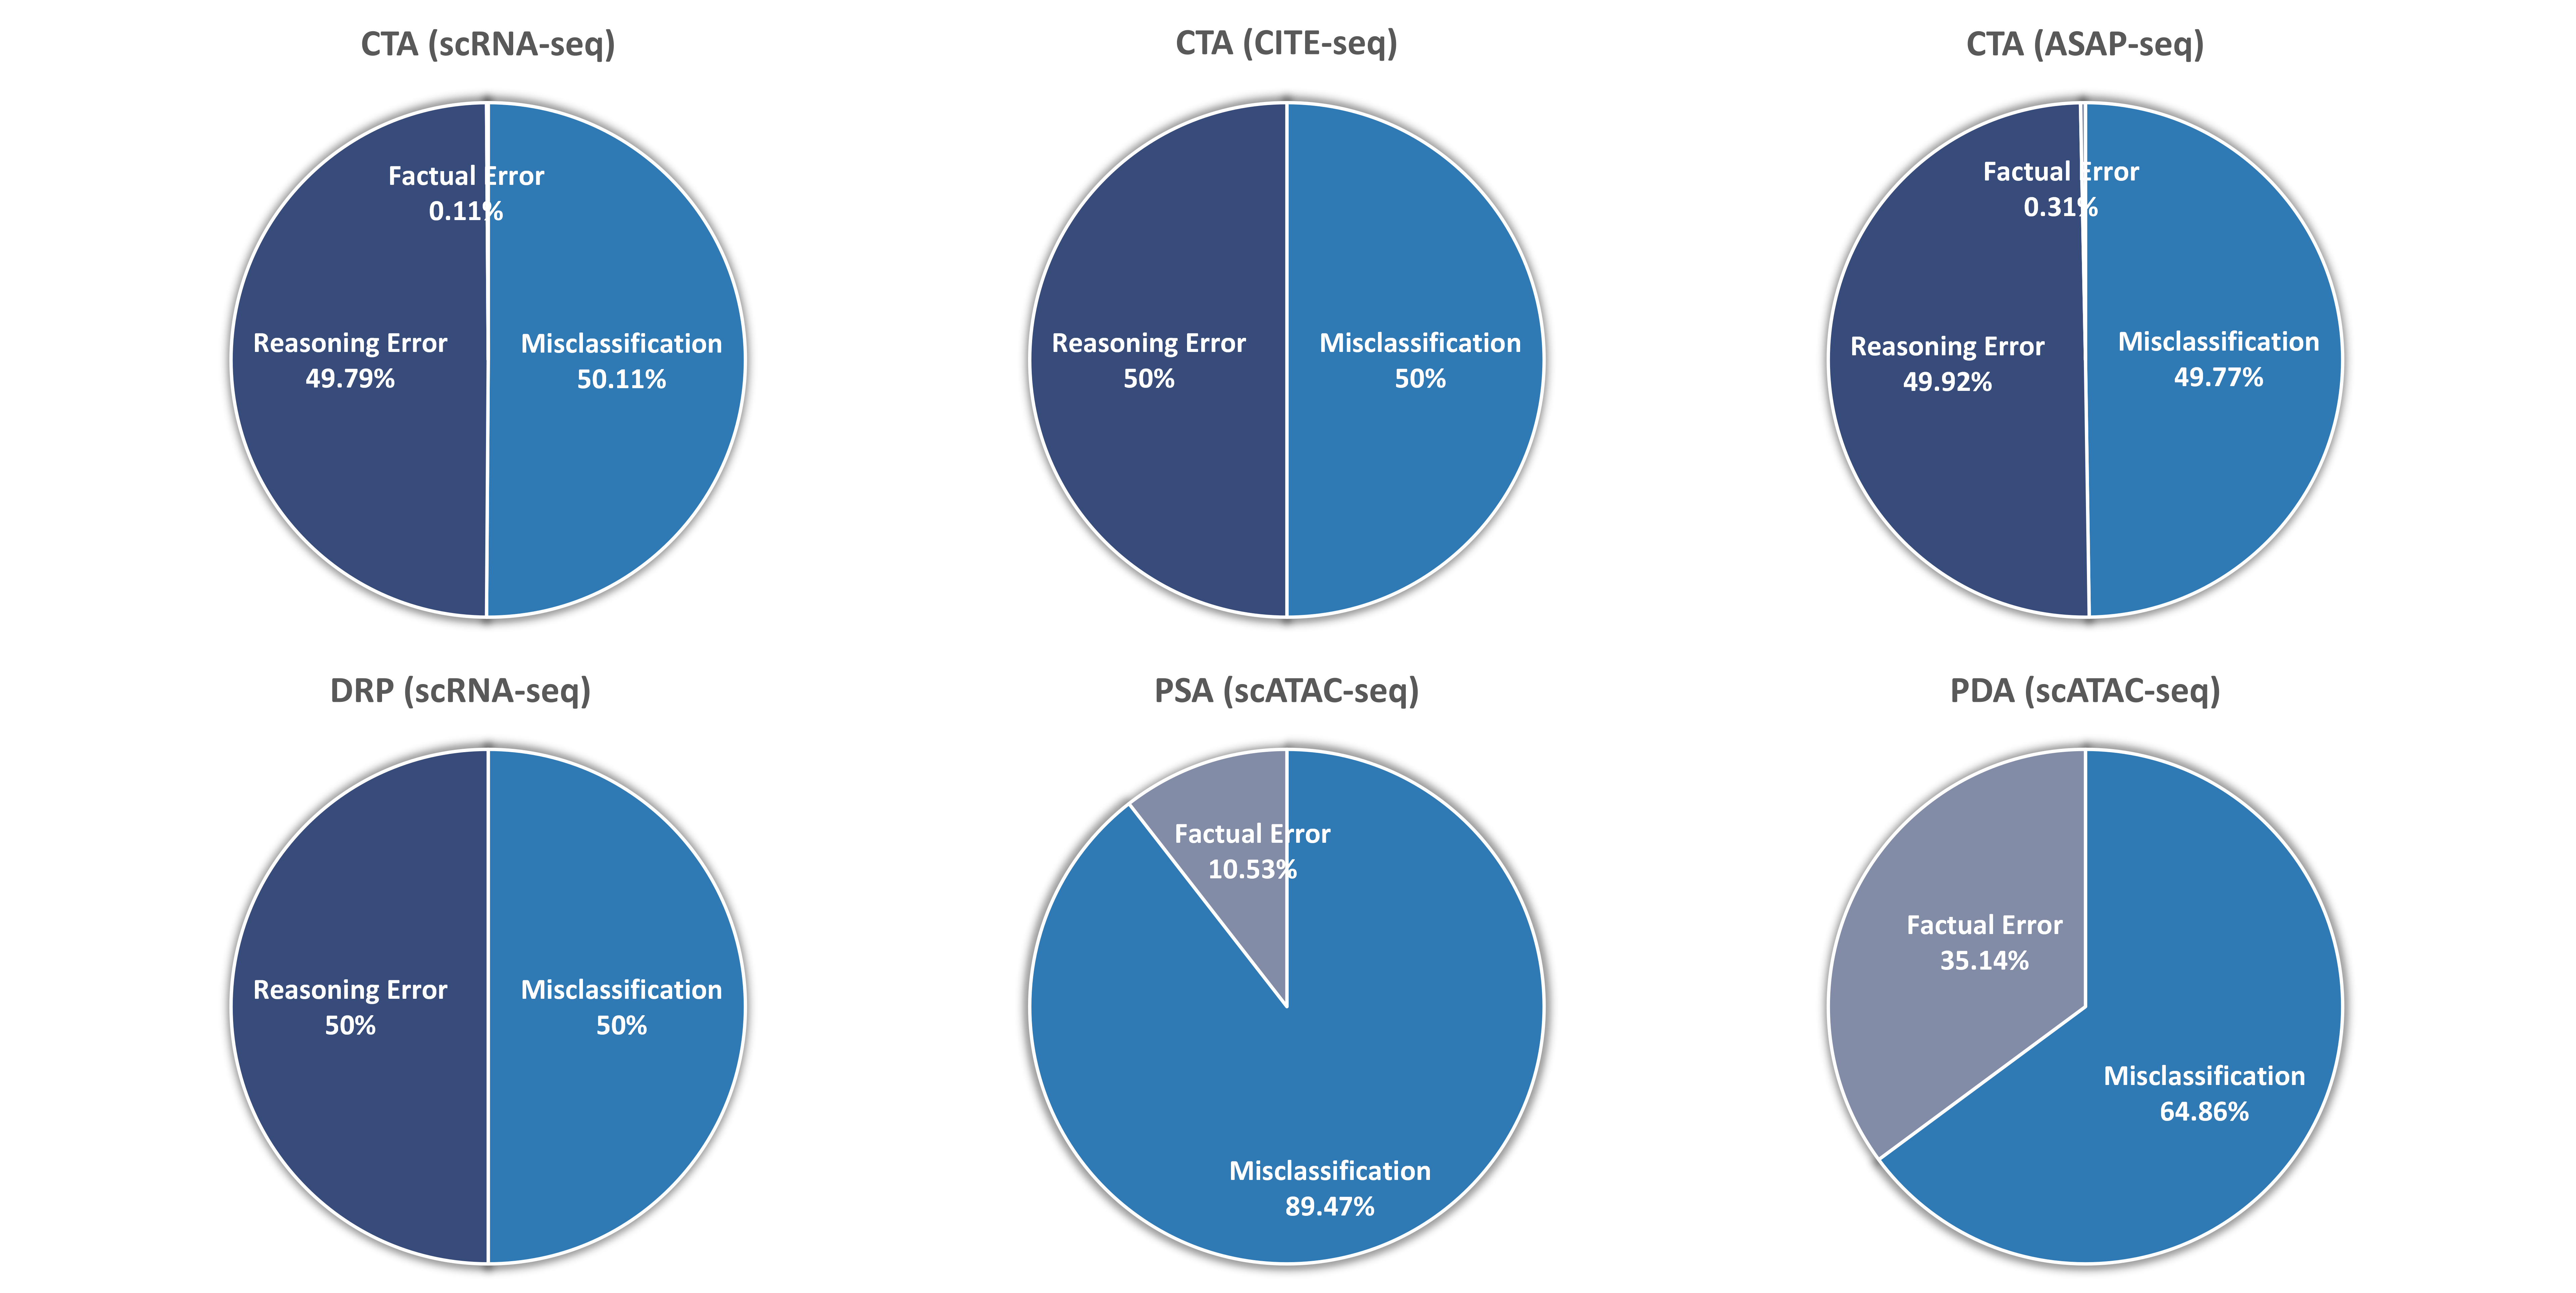 CTA (scRNA-seq)
Factual Error
0.11%
Reasoning Error
49.79%
Misclassification
50.11%
CTA (CITE-seq)
Reasoning Error
50%
Misclassification
50%
CTA (ASAP-seq)
Factual Error
0.31%
Reasoning Error
49.92%
Misclassification
49.77%
DRP (scRNA-seq)
Reasoning Error
50%
Misclassification
50%
PSA (scATAC-seq)
Factual Error
10.53%
Misclassification
89.47%
PDA (scATAC-seq)
Factual Error
35.14%
Misclassification
64.86%